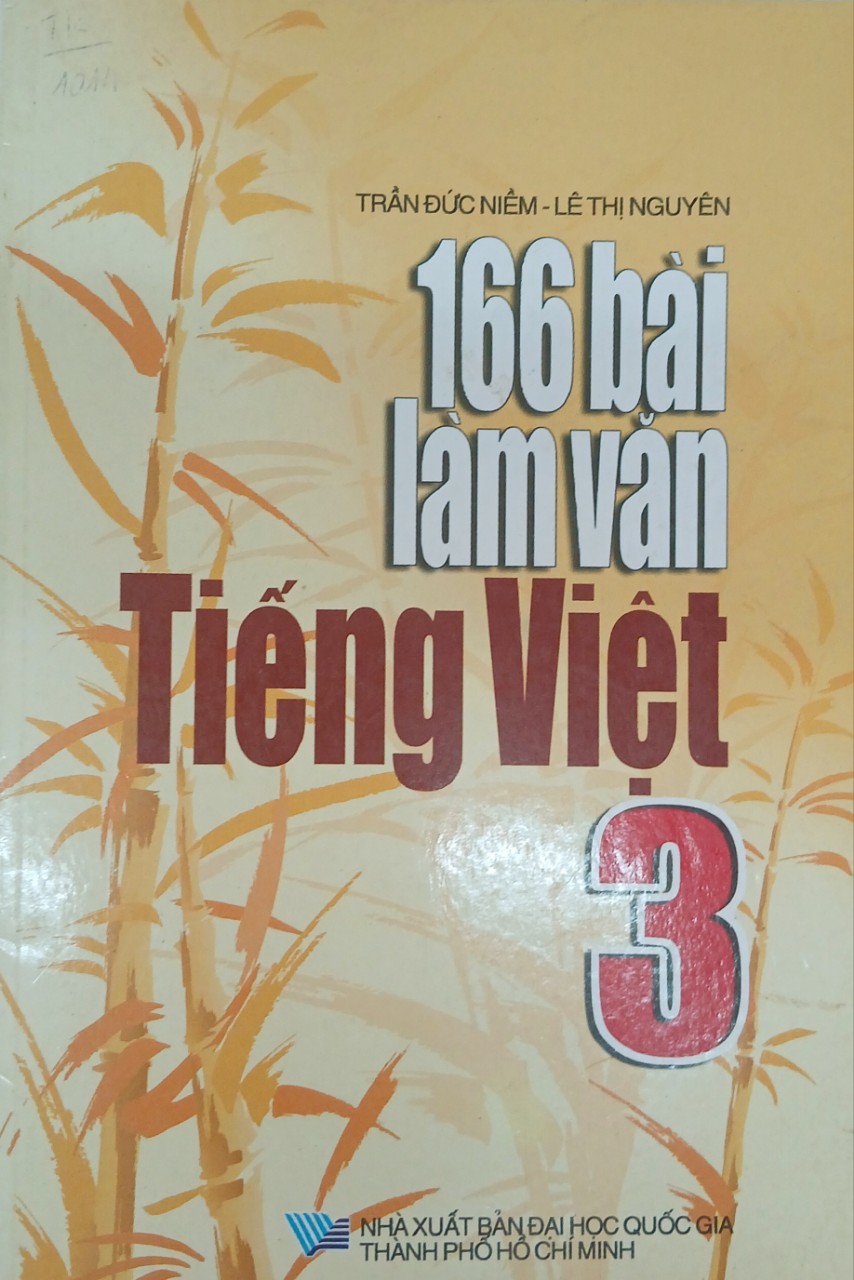 TRẦN ĐỨC NIỀM - LÊ THỊ NGUYÊN
166 bài
làm văn
Tiếng Việt
3
NHÀ XUẤT BẢN ĐẠI HỌC QUỐC GIA
THÀNH PHỐ HỒ CHÍ MINH